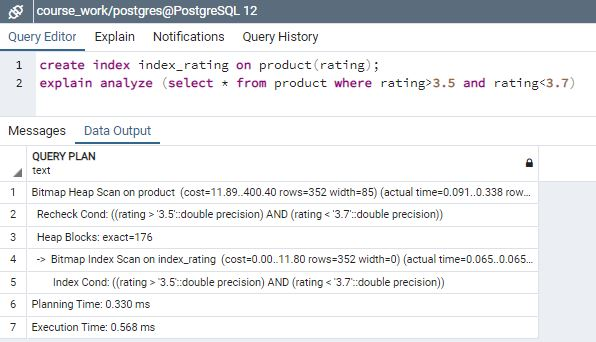 course_work/postgres@PostgreSQL 12
Query Editor Explain Notifications Query History
1 create index index_rating on product(rating);
2 explain analyze (select * from product where rating>3.5 and rating<3.7)
Messages Data Output
QUERY PLAN
text
1 Bitmap Heap Scan on product (cost=11.89..400.40 rows=352 width=85) (actual time=0.091..0.338 row...
2 Recheck Cond: ((rating > '3.5'::double precision) AND (rating < '3.7'::double precision))
3 Heap Blocks: exact=176
4 -> Bitmap Index Scan on index_rating (cost=0.00..11.80 rows=352 width=0) (actual time=0.065..0.065...
5 Index Cond: ((rating > '3.5'::double precision) AND (rating < '3.7'::double precision))
6 Planning Time: 0.330 ms
7 Execution Time: 0.568 ms